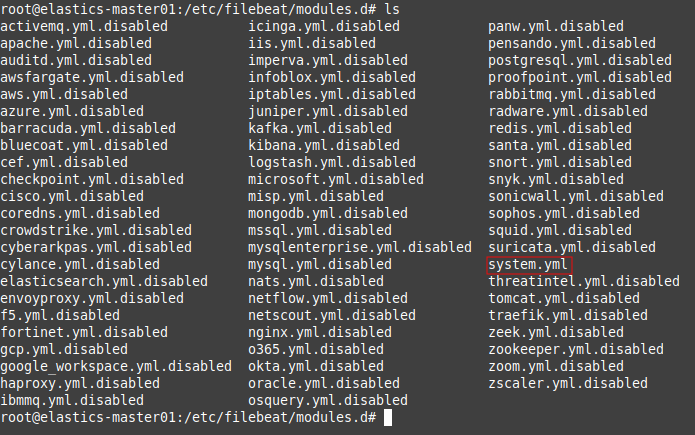 root@elastics-master01:/etc/filebeat/modules.d# ls
activemq.yml.disabled icinga.yml.disabled panw.yml.disabled
apache.yml.disabled iis.yml.disabled pensando.yml.disabled
auditd.yml.disabled imperva.yml.disabled postgresql.yml.disabled
awsfargate.yml.disabled infoblox.yml.disabled proofpoint.yml.disabled
aws.yml.disabled iptables.yml.disabled rabbitmq.yml.disabled
azure.yml.disabled juniper.yml.disabled radware.yml.disabled
barracuda.yml.disabled kafka.yml.disabled redis.yml.disabled
bluecoat.yml.disabled kibana.yml.disabled santa.yml.disabled
cef.yml.disabled logstash.yml.disabled snort.yml.disabled
checkpoint.yml.disabled microsoft.yml.disabled snyk.yml.disabled
cisco.yml.disabled misp.yml.disabled sonicwall.yml.disabled
coredns.yml.disabled mongodb.yml.disabled sophos.yml.disabled
crowdstrike.yml.disabled mssql.yml.disabled squid.yml.disabled
cyberarkpas.yml.disabled mysqlenterprise.yml.disabled suricata.yml.disabled
cylance.yml.disabled mysql.yml.disabled system.yml
elasticsearch.yml.disabled nats.yml.disabled threatintel.yml.disabled
envoyproxy.yml.disabled netflow.yml.disabled tomcat.yml.disabled
f5.yml.disabled netscout.yml.disabled traefik.yml.disabled
fortinet.yml.disabled nginx.yml.disabled zeek.yml.disabled
gcp.yml.disabled o365.yml.disabled zookeeper.yml.disabled
google_workspace.yml.disabled okta.yml.disabled zoom.yml.disabled
haproxy.yml.disabled oracle.yml.disabled zscaler.yml.disabled
ibmmq.yml.disabled osquery.yml.disabled
root@elastics-master01:/etc/filebeat/modules.d#